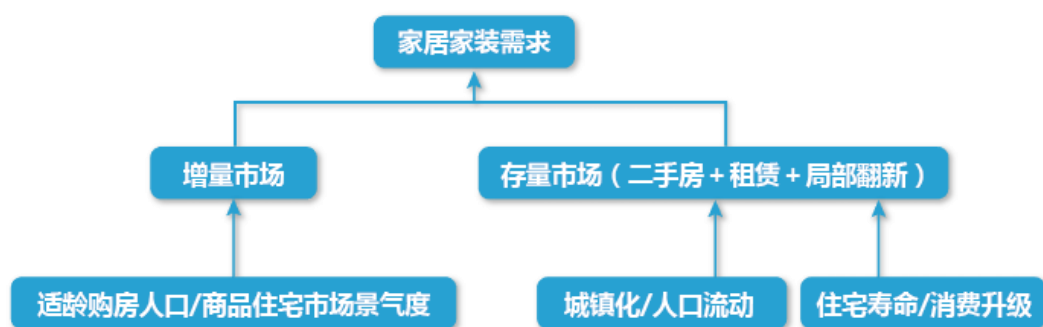 家居家装需求
增量市场
存量市场（二手房+租赁+局部翻新）
适龄购房人口/商品住宅市场景气度
城镇化/人口流动
住宅寿命/消费升级